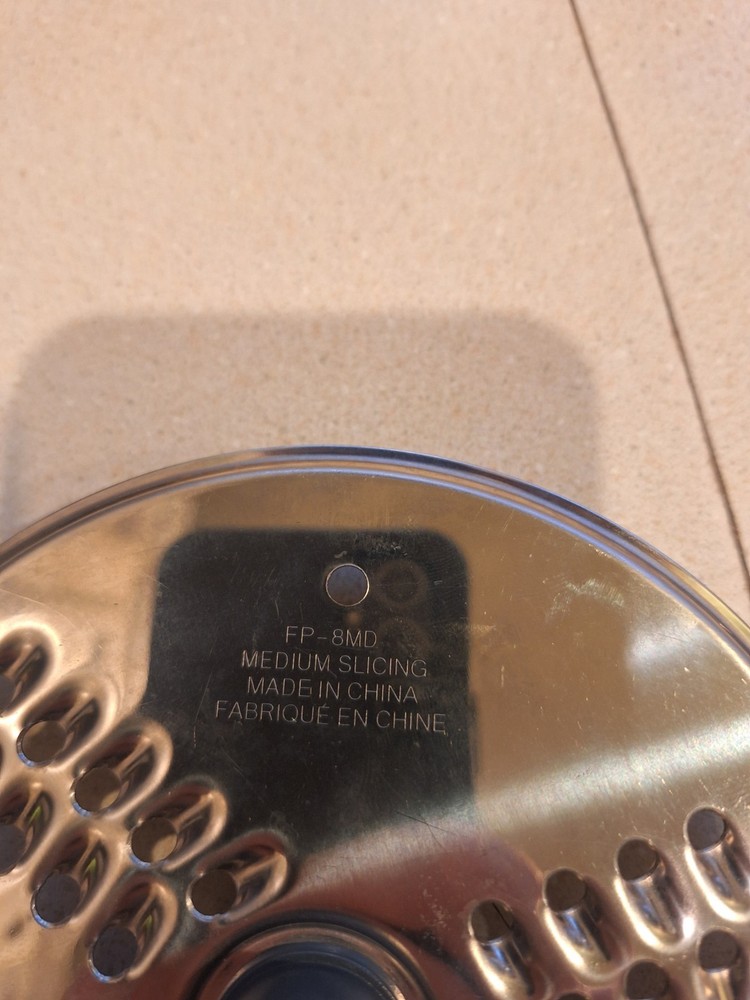 FP-8MD
MEDIUM SLICING
MADE IN CHINA
FABRIQUÉ EN CHINE